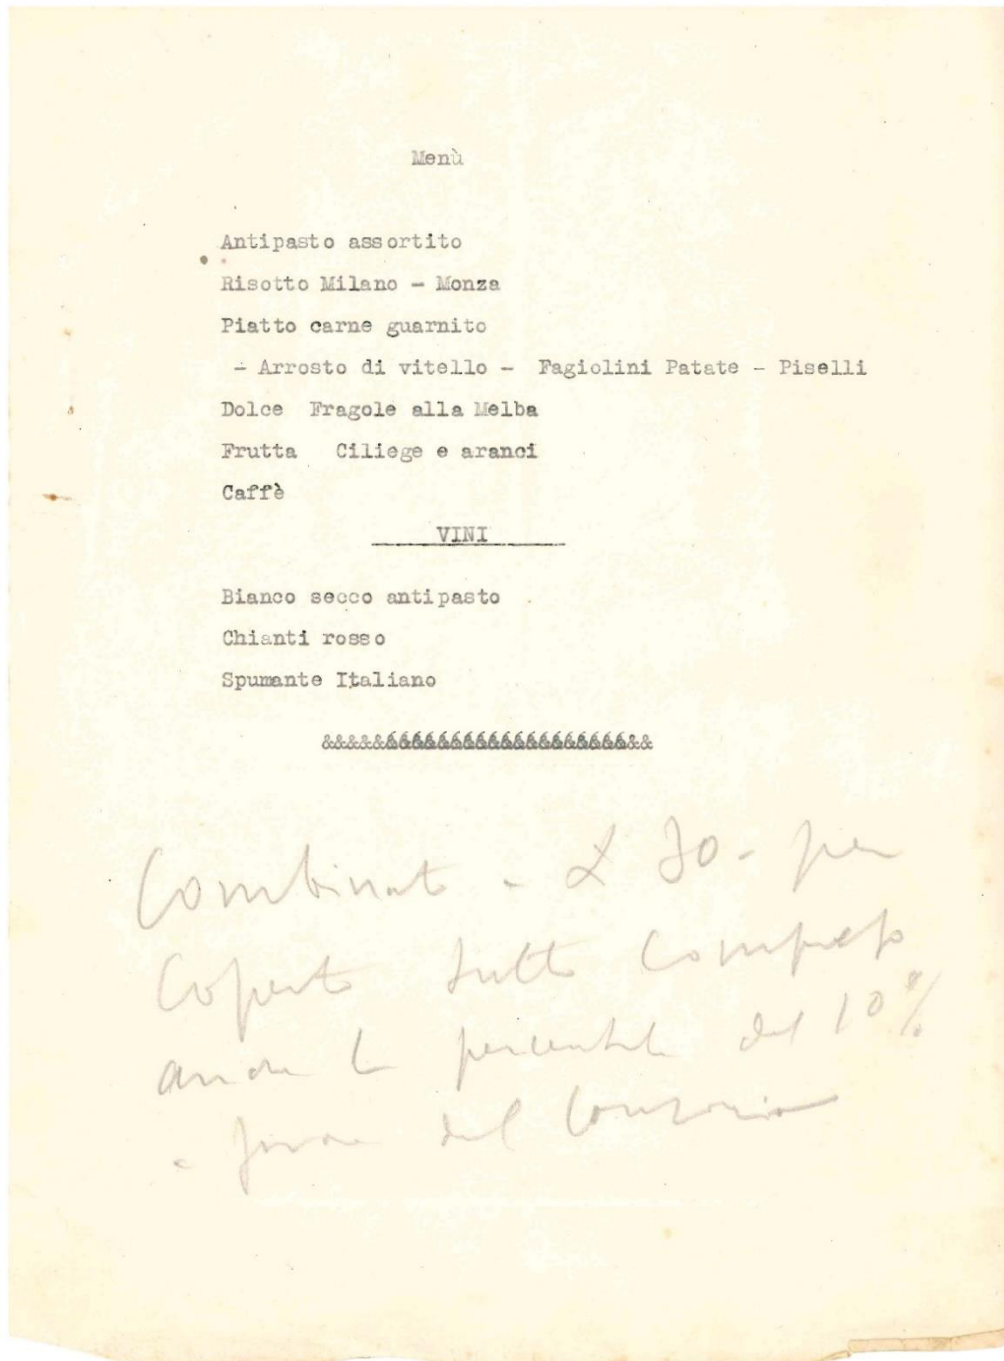 Menù
Antipasto assortito
Risotto Milano - Monza
Piatto carne guarnito
- Arrosto di vitello - Fagiolini Patate - Piselli
Dolce Fragole alla Melba
Frutta Ciliege e aranci
Caffè
VINI
Bianco secco antipasto
Chianti rosso
Spumante Italiano
&&&&&&&&&&&&&&&&&&&&&&&&&&
Combinato - £ 30 - per
Coperto tutto compreso
anche la percentuale del 10%
a favore del Consorzio